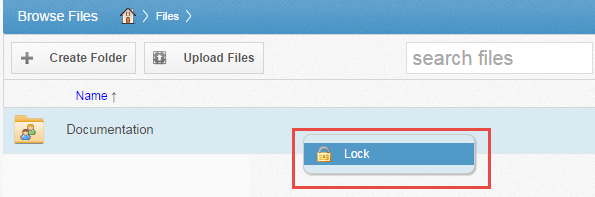 Browse Files Files
Create Folder Upload Files search files
Name ↑
Documentation
Lock